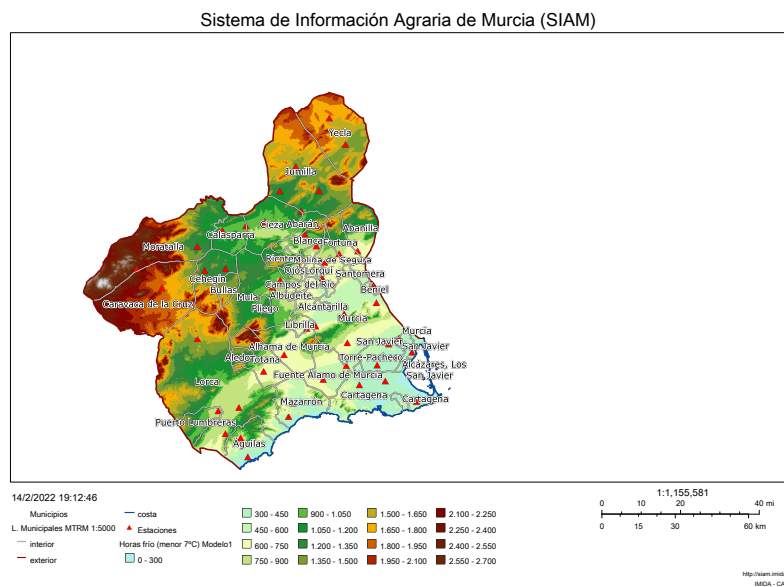 Sistema de Información Agraria de Murcia (SIAM)
Yecla
Jumilla
Cieza
Abarán
Abanilla
Calasparra
Blanca
Fortuna
Moratalla
Molina de Segura
Ojós
Lorquí
Santomera
Cehegín
Campos del Río
Beniel
Bullas
Albudeite
Caravaca de la Cruz
Mula
Pliego
Alcantarilla
Murcia
Librilla
Murcia
San Javier
San Javier
Alhama de Murcia
Aledo
Totana
Torre-Pacheco
Alcázares, Los
Fuente Alamo de Murcia
San Javier
Lorca
Cartagena
Cartagena
Mazarrón
Puerto Lumbreras
Águilas
14/2/2022 19:12:46
Municipios
L. Municipales MTRM 1:5000
interior
exterior
costa
Estaciones
Horas frío (menor 7ºC) Modelo1
0 - 300
300 - 450
450 - 600
600 - 750
750 - 900
900 - 1.050
1.050 - 1.200
1.200 - 1.350
1.350 - 1.500
1.500 - 1.650
1.650 - 1.800
1.800 - 1.950
1.950 - 2.100
2.100 - 2.250
2.250 - 2.400
2.400 - 2.550
2.550 - 2.700
1:1,155,581
0 10 20 40 mi
0 15 30 60 km
http://siam.imida
IMIDA - CA